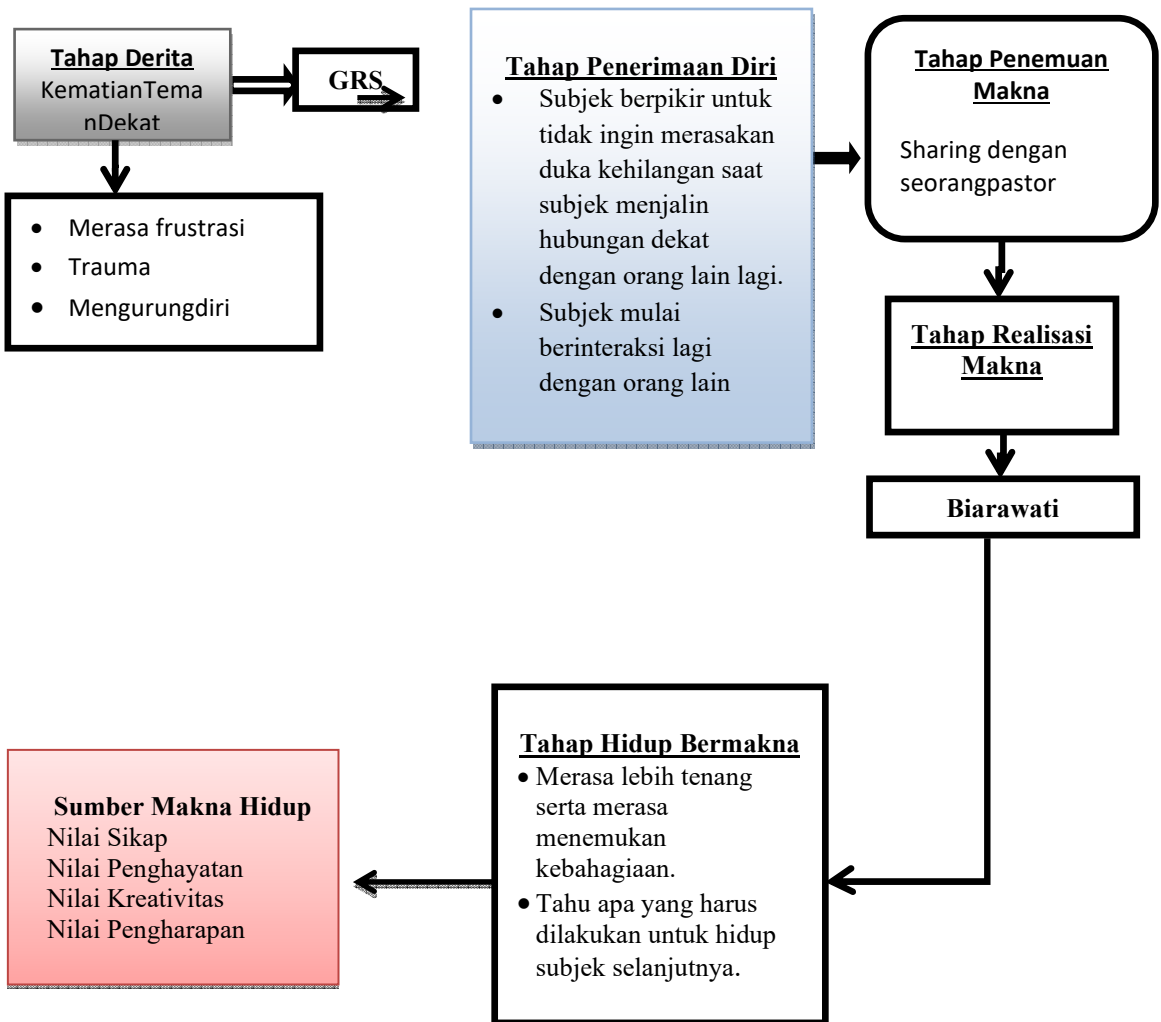 Tahap Derita
KematianTema
nDekat
GRS
• Merasa frustrasi
• Trauma
• Mengurungdiri
Tahap Penerimaan Diri
• Subjek berpikir untuk
tidak ingin merasakan
duka kehilangan saat
subjek menjalin
hubungan dekat
dengan orang lain lagi.
• Subjek mulai
berinteraksi lagi
dengan orang lain
Tahap Penemuan
Makna
Sharing dengan
seorangpastor
Tahap Realisasi
Makna
Biarawati
Tahap Hidup Bermakna
• Merasa lebih tenang
serta merasa
menemukan
kebahagiaan.
• Tahu apa yang harus
dilakukan untuk hidup
subjek selanjutnya.
Sumber Makna Hidup
Nilai Sikap
Nilai Penghayatan
Nilai Kreativitas
Nilai Pengharapan